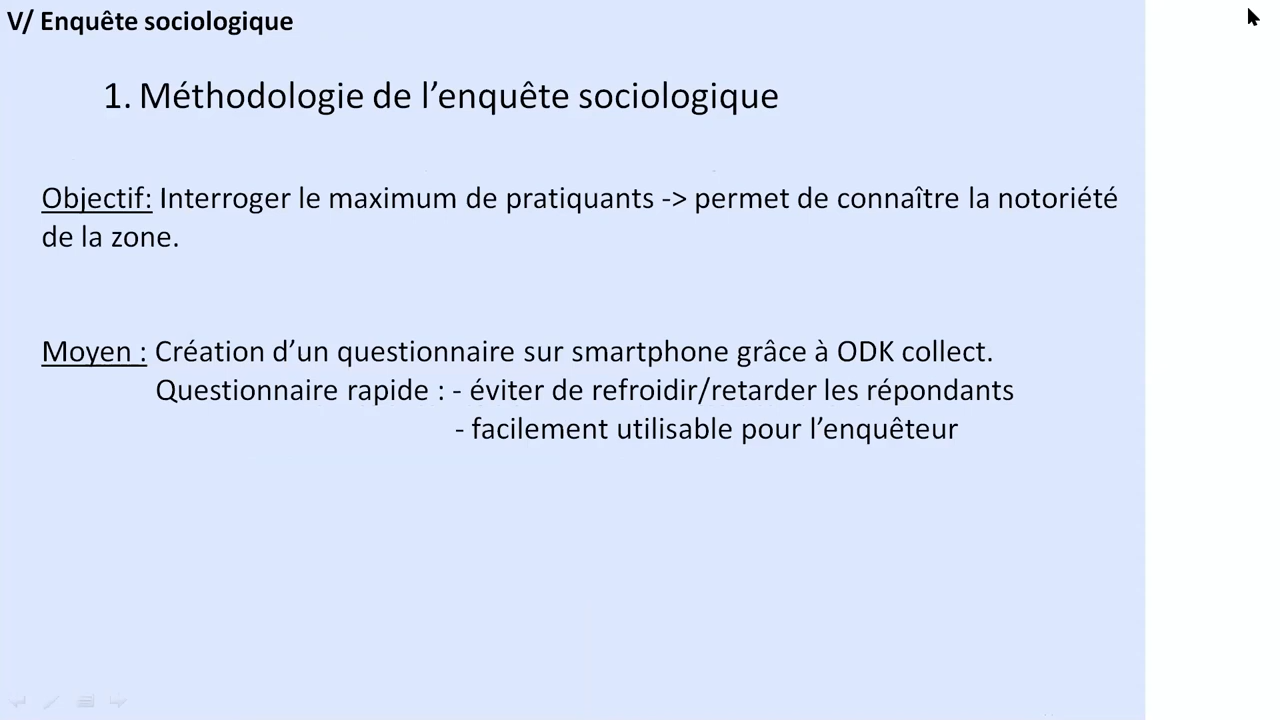 V/ Enquête sociologique
1. Méthodologie de l’enquête sociologique
Objectif: Interroger le maximum de pratiquants -> permet de connaître la notoriété
de la zone.
Moyen : Création d’un questionnaire sur smartphone grâce à ODK collect.
Questionnaire rapide : - éviter de refroidir/retarder les répondants
- facilement utilisable pour l’enquêteur